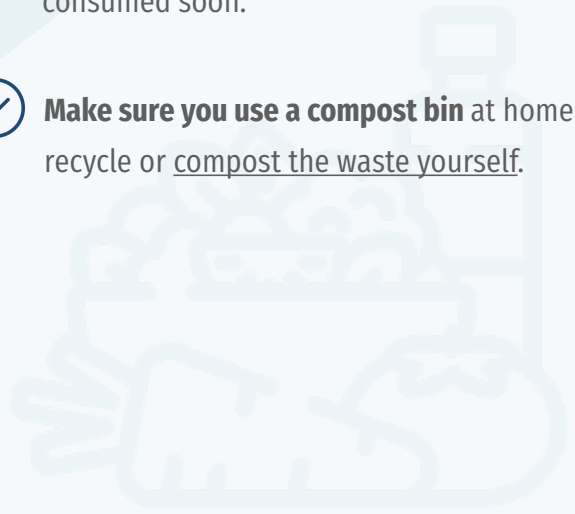 consumed soon.
Make sure you use a compost bin at home
recycle or compost the waste yourself.